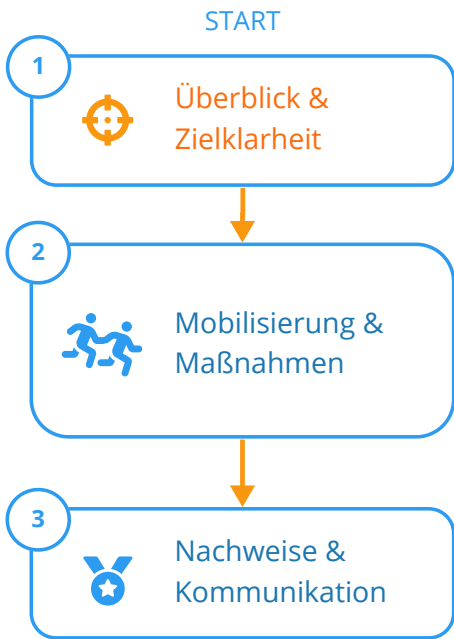 START
1
Überblick &
Zielklarheit
2
Mobilisierung &
Maßnahmen
3
Nachweise &
Kommunikation